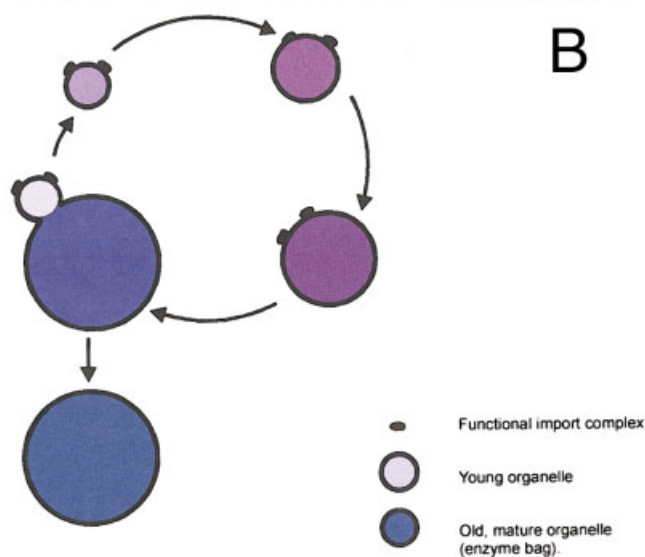 B
Functional import complex
Young organelle
Old, mature organelle
(enzyme bag).